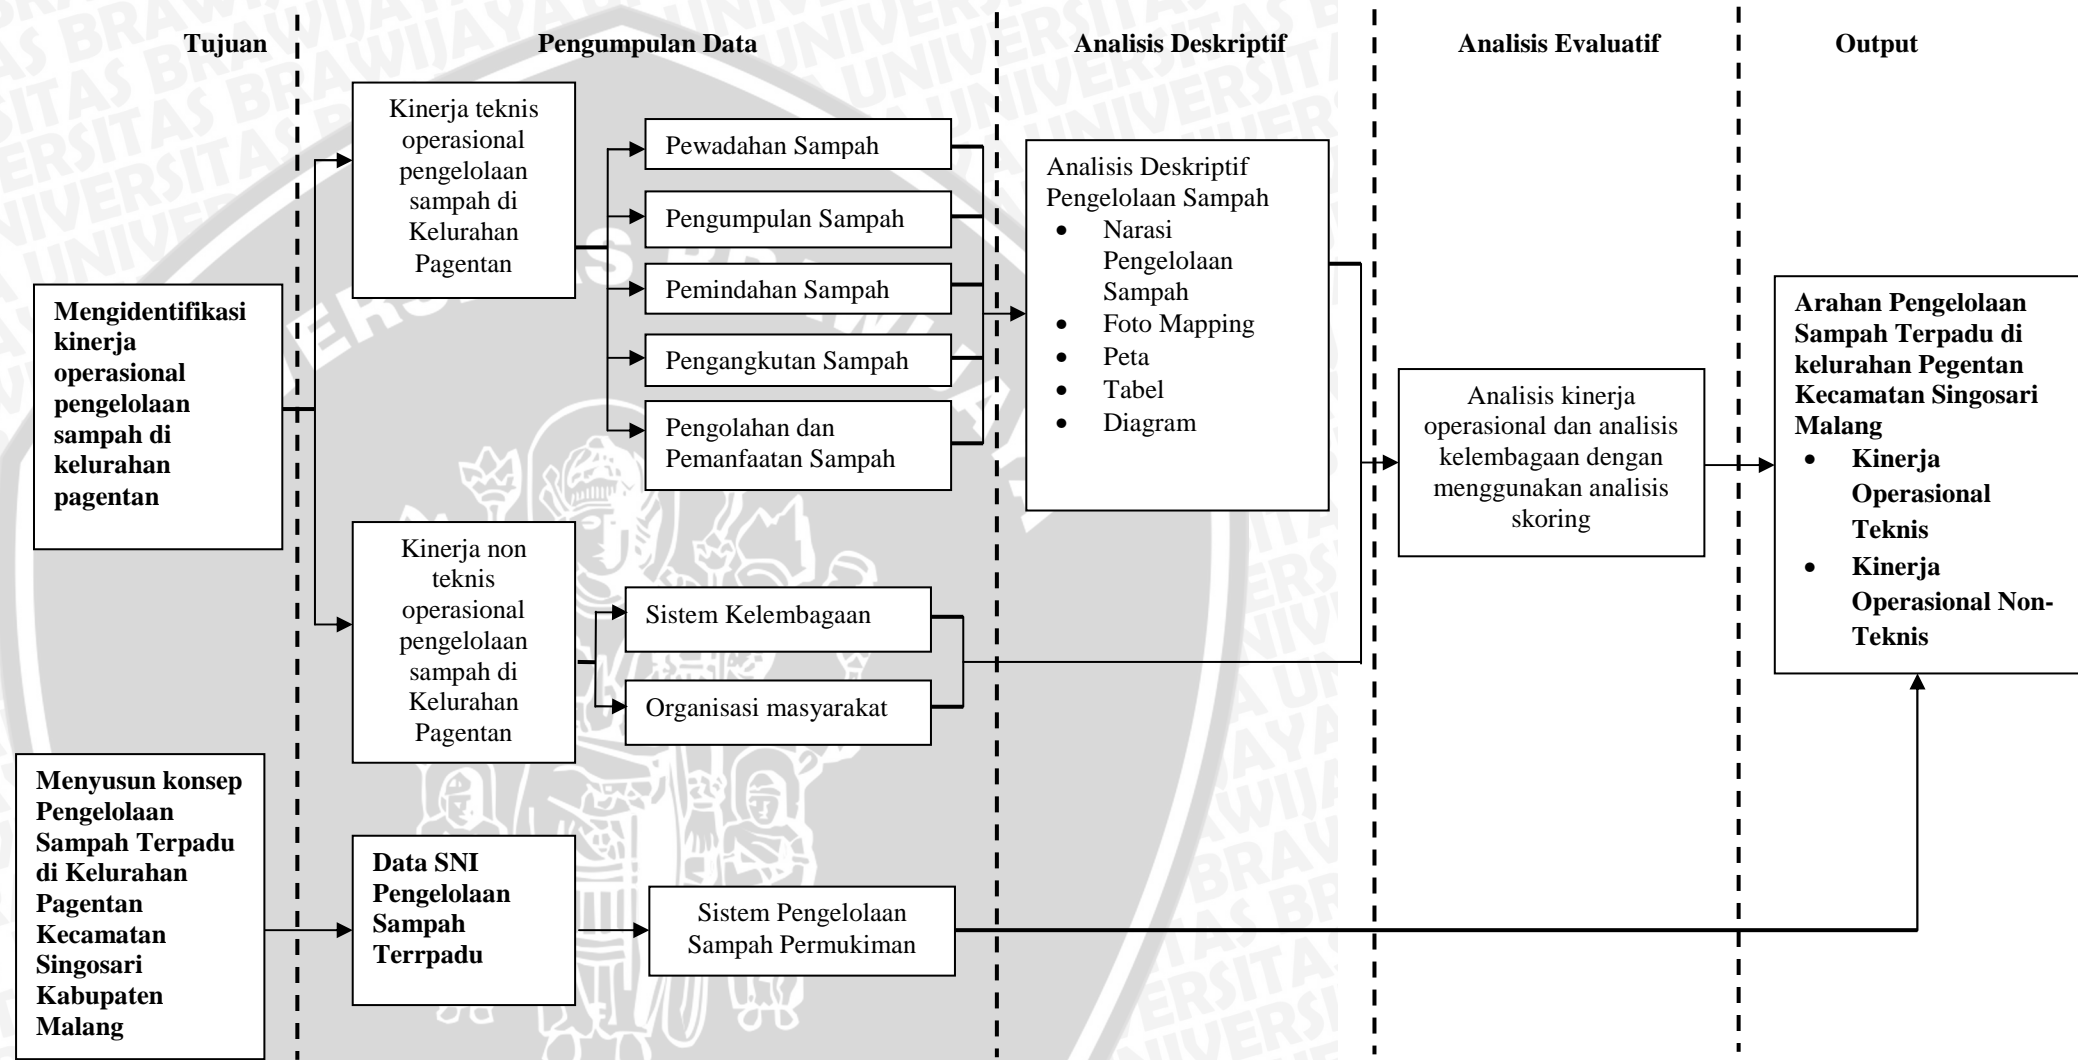 Tujuan
Pengumpulan Data
Analisis Deskriptif
Analisis Evaluatif
Output
Mengidentifikasi
kinerja
operasional
pengelolaan
sampah di
kelurahan
pagentan
Menyusun konsep
Pengelolaan
Sampah Terpadu
di Kelurahan
Pagentan
Kecamatan
Singosari
Kabupaten
Malang
Kinerja teknis
operasional
pengelolaan
sampah di
Kelurahan
Pagentan
Kinerja non
teknis
operasional
pengelolaan
sampah di
Kelurahan
Pagentan
Data SNI
Pengelolaan
Sampah
Terrpadu
Pewadahan Sampah
Pengumpulan Sampah
Pemindahan Sampah
Pengangkutan Sampah
Pengolahan dan
Pemanfaatan Sampah
Sistem Kelembagaan
Organisasi masyarakat
Sistem Pengelolaan
Sampah Permukiman
Analisis Deskriptif
Pengelolaan Sampah
• Narasi
Pengelolaan
Sampah
• Foto Mapping
• Peta
• Tabel
• Diagram
Analisis kinerja
operasional dan analisis
kelembagaan dengan
menggunakan analisis
skoring
Arahan Pengelolaan
Sampah Terpadu di
kelurahan Pegentan
Kecamatan Singosari
Malang
• Kinerja
Operasional
Teknis
• Kinerja
Operasional Non-
Teknis